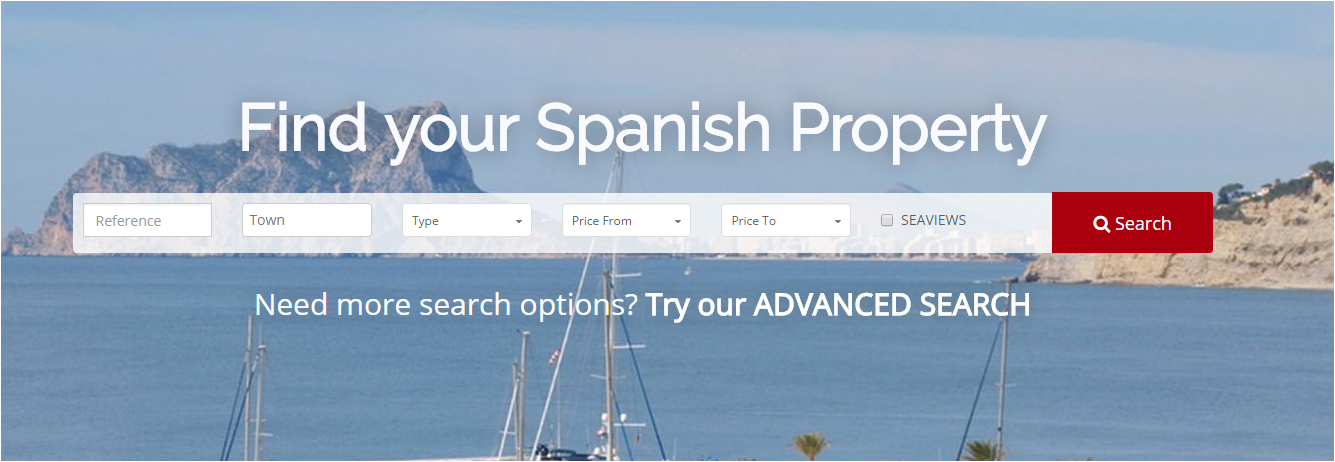 Find your Spanish Property
Reference Town Type Price From Price To SEAVIEWS Search
Need more search options? Try our ADVANCED SEARCH